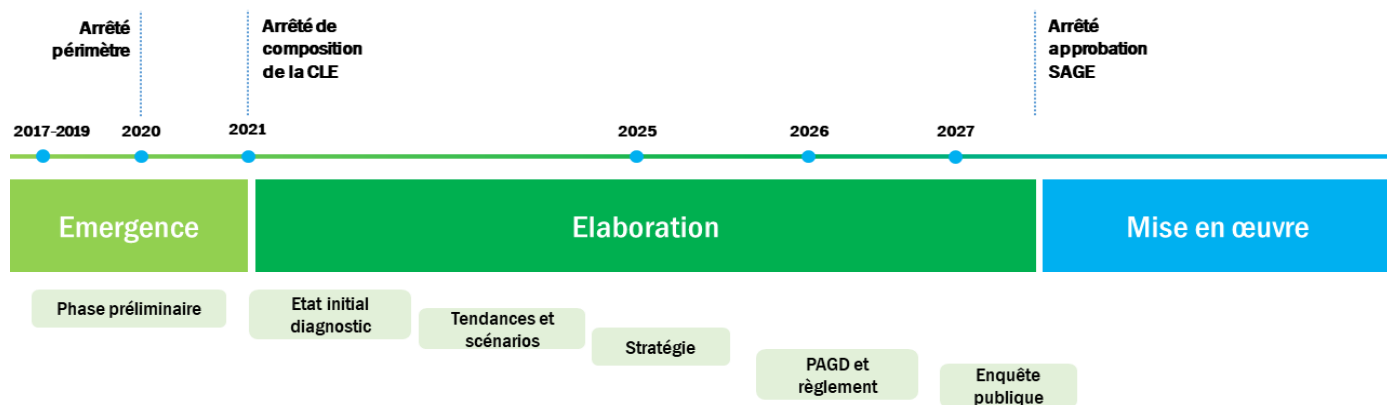 Arrêté
périmètre
Arrêté de
composition
de la CLE
Arrêté
approbation
SAGE
2017-2019
2020
2021
2025
2026
2027
Emergence
Elaboration
Mise en œuvre
Phase préliminaire
Etat initial
diagnostic
Tendances et
scénarios
Stratégie
PAGD et
règlement
Enquête
publique